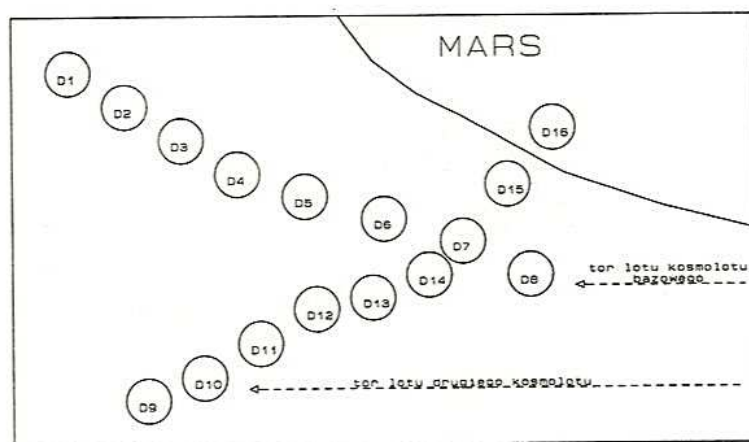 MARS
D1
D2
D3
D4
D5
D6
D7
D8
D16
D15
D14
D13
D12
D11
D10
D9
tor lotu kosmolotu
bazowego
tor lotu drugiego kosmolotu